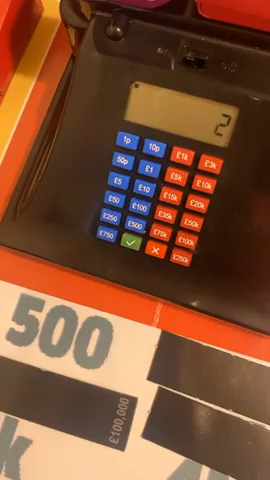 2
1p 10p £1k £3k
50p £1 £5k £10k
£5 £10 £15k £20k
£50 £100 £30k £50k
£250 £500 £75k £100k
£750 £250k
500
£100,000
k